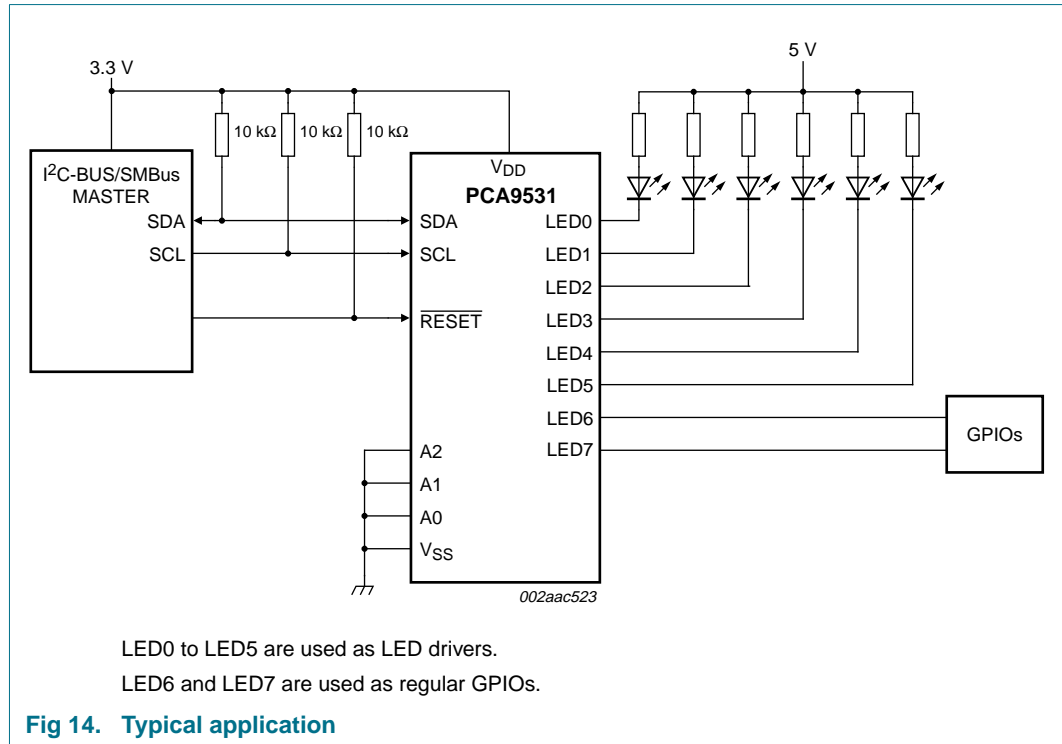 3.3 V
5 V
10 kΩ
10 kΩ
10 kΩ
I²C-BUS/SMBus
MASTER
SDA
SCL
VDD
PCA9531
SDA
SCL
RESET
A2
A1
A0
VSS
LED0
LED1
LED2
LED3
LED4
LED5
LED6
LED7
GPIOs
002aac523
LED0 to LED5 are used as LED drivers.
LED6 and LED7 are used as regular GPIOs.
Fig 14. Typical application